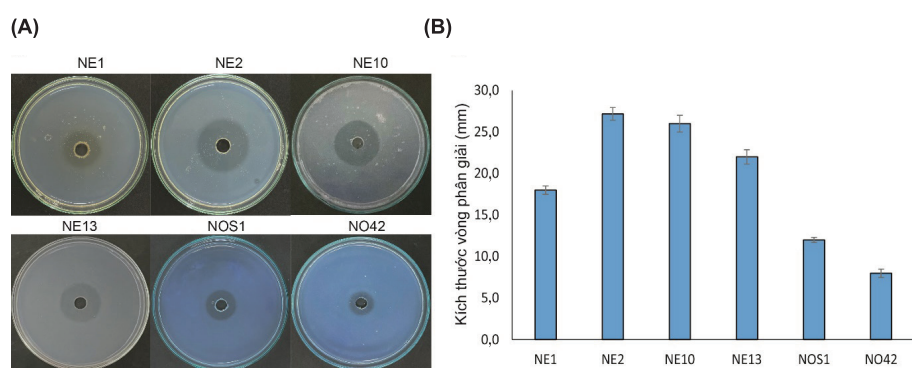 (A)
NE1 NE2 NE10
NE13 NOS1 NO42
(B)
Kích thước vòng phân giải (mm)
30,0
25,0
20,0
15,0
10,0
5,0
0,0
NE1 NE2 NE10 NE13 NOS1 NO42